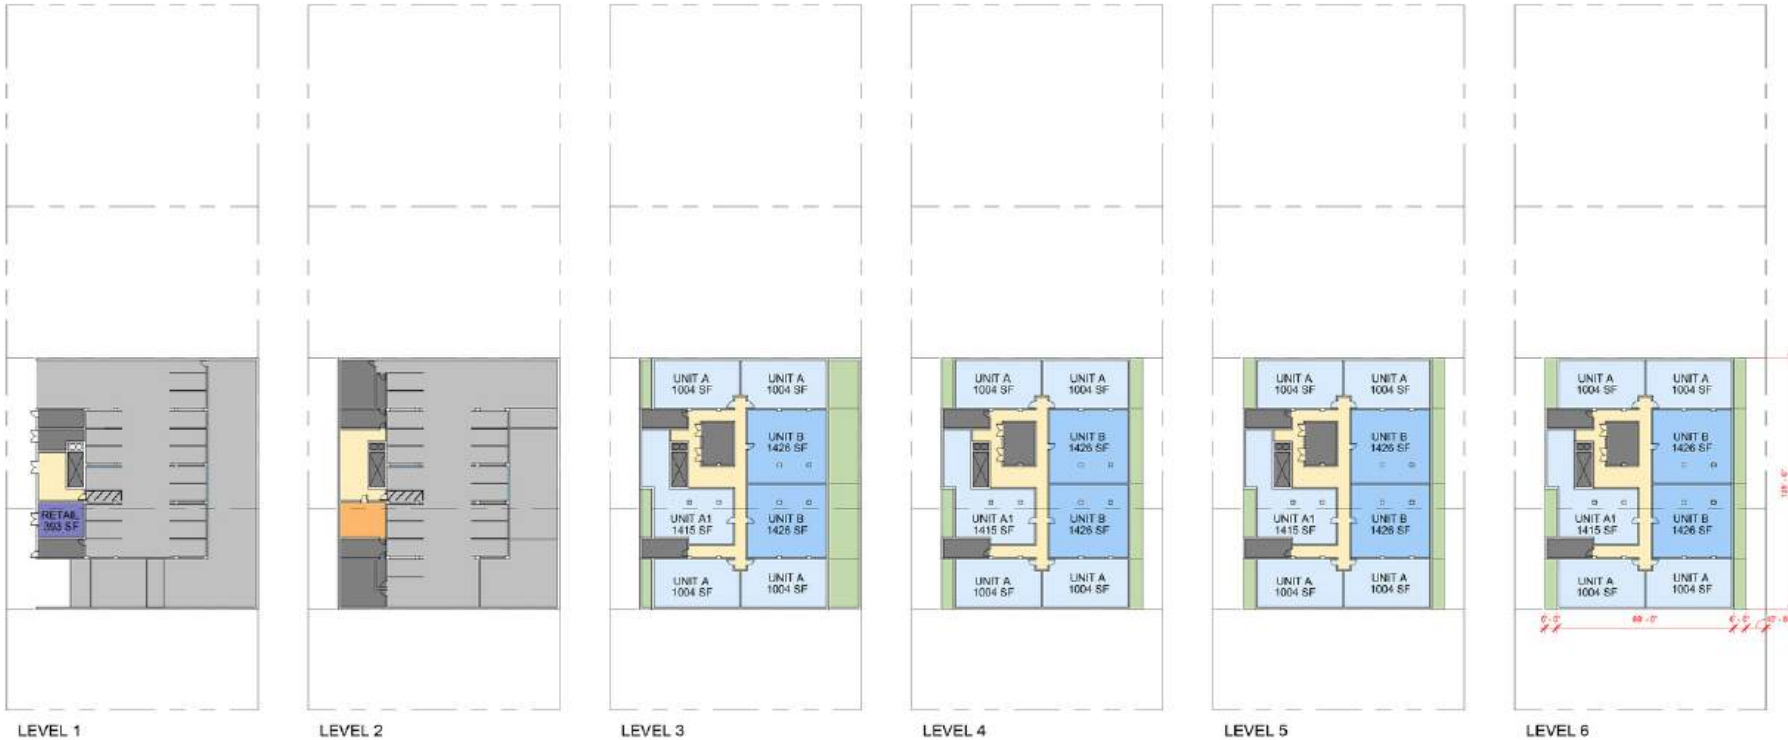 UNIT A
1004 SF
UNIT A
1004 SF
UNIT B
1426 SF
UNIT A1
1415 SF
UNIT B
1426 SF
UNIT A
1004 SF
UNIT A
1004 SF
UNIT A
1004 SF
UNIT A
1004 SF
UNIT B
1426 SF
UNIT A1
1415 SF
UNIT B
1426 SF
UNIT A
1004 SF
UNIT A
1004 SF
UNIT A
1004 SF
UNIT A
1004 SF
UNIT B
1426 SF
UNIT A1
1415 SF
UNIT B
1426 SF
UNIT A
1004 SF
UNIT A
1004 SF
UNIT A
1004 SF
UNIT A
1004 SF
UNIT B
1426 SF
UNIT A1
1415 SF
UNIT B
1426 SF
UNIT A
1004 SF
UNIT A
1004 SF
RETAIL
393 SF
LEVEL 1
LEVEL 2
LEVEL 3
LEVEL 4
LEVEL 5
LEVEL 6